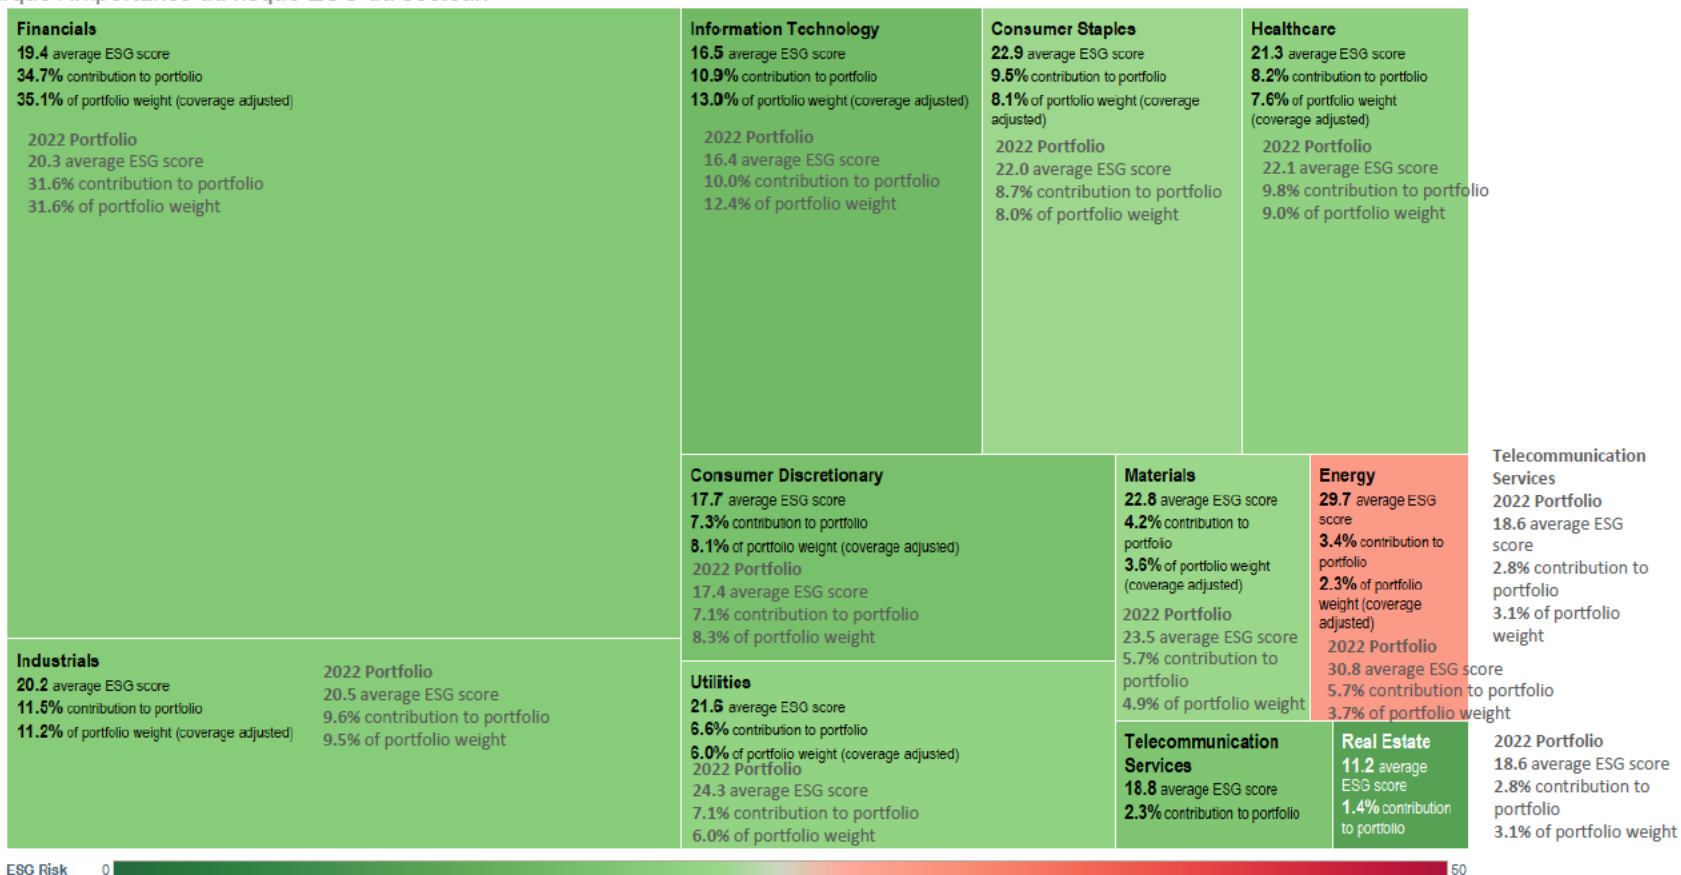 Financials
19.4 average ESG score
34.7% contribution to portfolio
35.1% of portfolio weight (coverage adjusted)
2022 Portfolio
20.3 average ESG score
31.6% contribution to portfolio
31.6% of portfolio weight
Information Technology
16.5 average ESG score
10.9% contribution to portfolio
13.0% of portfolio weight (coverage adjusted)
2022 Portfolio
16.4 average ESG score
10.0% contribution to portfolio
12.4% of portfolio weight
Consumer Staples
22.9 average ESG score
9.5% contribution to portfolio
8.1% of portfolio weight (coverage
adjusted)
2022 Portfolio
22.0 average ESG score
8.7% contribution to portfolio
8.0% of portfolio weight
Healthcare
21.3 average ESG score
8.2% contribution to portfolio
7.6% of portfolio weight
(coverage adjusted)
2022 Portfolio
22.1 average ESG score
9.8% contribution to portfolio
9.0% of portfolio weight
Consumer Discretionary
17.7 average ESG score
7.3% contribution to portfolio
8.1% of portfolio weight (coverage adjusted)
2022 Portfolio
17.4 average ESG score
7.1% contribution to portfolio
8.3% of portfolio weight
Materials
22.8 average ESG score
4.2% contribution to
portfolio
3.6% of portfolio weight
(coverage adjusted)
2022 Portfolio
23.5 average ESG score
5.7% contribution to
portfolio
4.9% of portfolio weight
Energy
29.7 average ESG
score
3.4% contribution to
portfolio
2.3% of portfolio
weight (coverage
adjusted)
2022 Portfolio
30.8 average ESG score
5.7% contribution to portfolio
3.7% of portfolio weight
Telecommunication
Services
2022 Portfolio
18.6 average ESG
score
2.8% contribution to
portfolio
3.1% of portfolio
weight
Industrials
20.2 average ESG score
11.5% contribution to portfolio
11.2% of portfolio weight (coverage adjusted)
2022 Portfolio
20.5 average ESG score
9.6% contribution to portfolio
9.5% of portfolio weight
Utilities
21.6 average ESG score
6.6% contribution to portfolio
6.0% of portfolio weight (coverage adjusted)
2022 Portfolio
24.3 average ESG score
7.1% contribution to portfolio
6.0% of portfolio weight
Telecommunication
Services
18.8 average ESG score
2.3% contribution to portfolio
Real Estate
11.2 average
ESG score
1.4% contribution
to portfolio
2022 Portfolio
18.6 average ESG score
2.8% contribution to
portfolio
3.1% of portfolio weight
ESG Risk 0 50